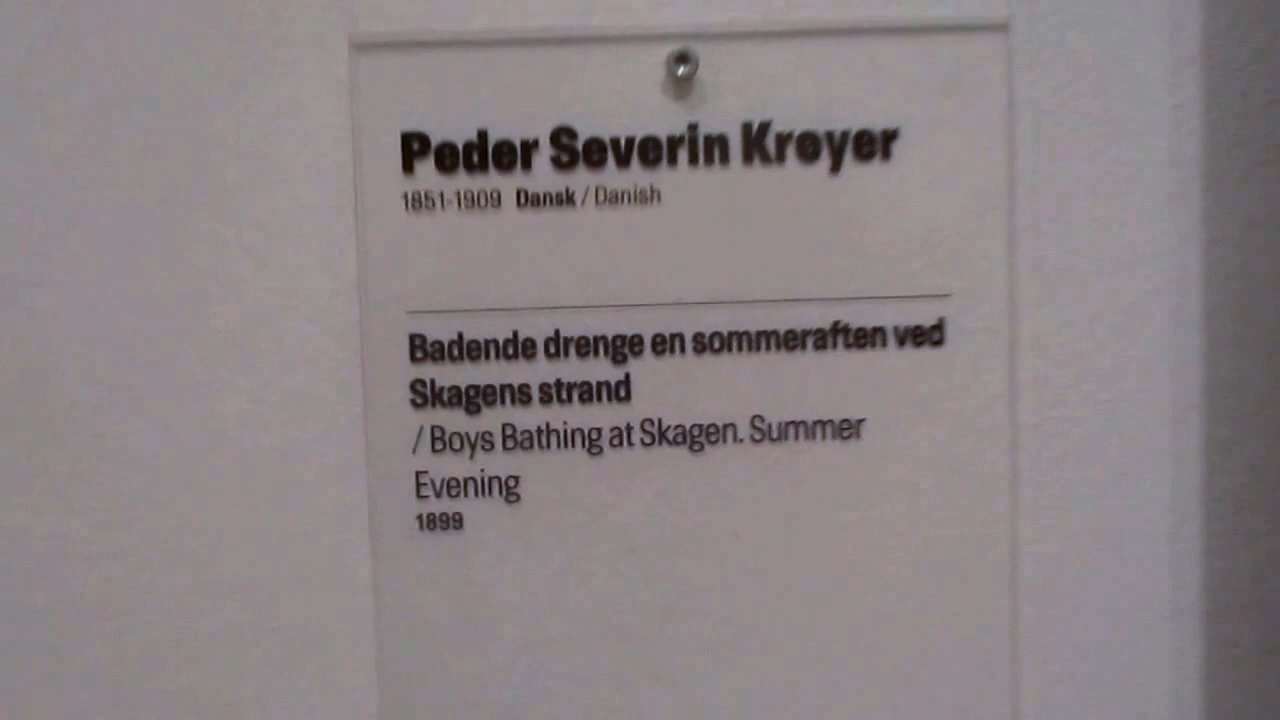 Peder Severin Krøyer
1851-1909 Dansk / Danish
Badende drenge en sommeraften ved
Skagens strand
/ Boys Bathing at Skagen. Summer
Evening
1899